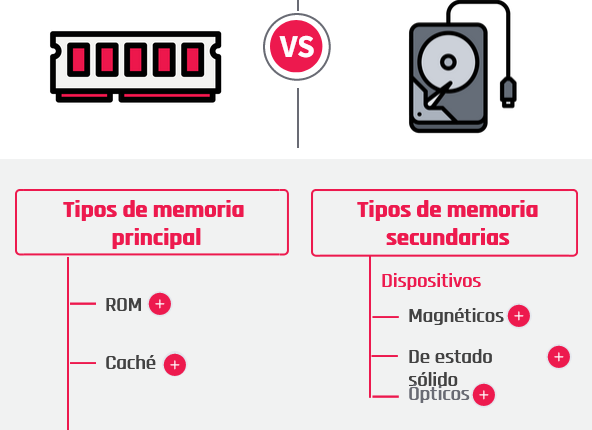 VS
Tipos de memoria
principal
ROM
Caché
Tipos de memoria
secundarias
Dispositivos
Magnéticos
De estado
sólido
Ópticos